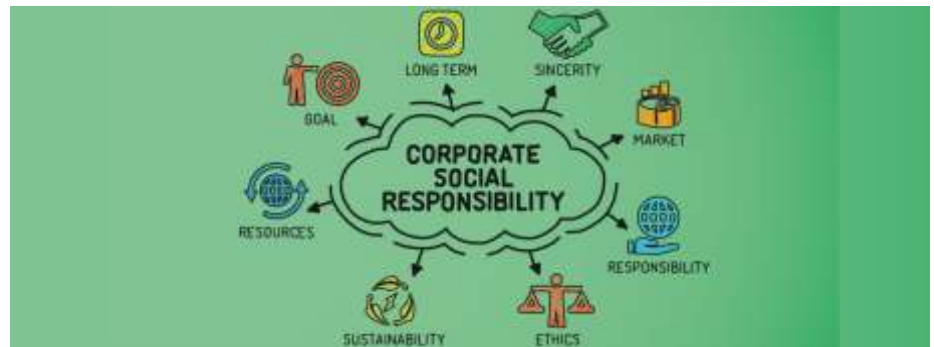 LONG TERM
SINCERITY
GOAL
MARKET
CORPORATE
SOCIAL
RESPONSIBILITY
RESOURCES
RESPONSIBILITY
SUSTAINABILITY
ETHICS